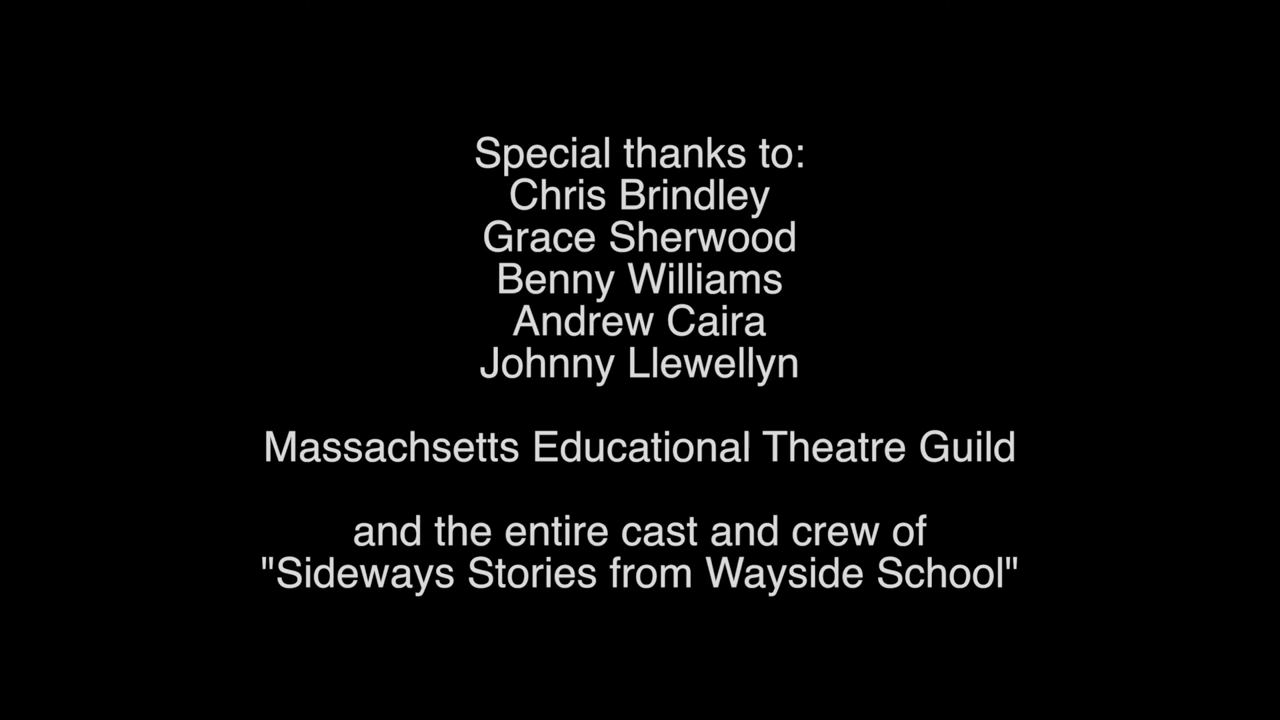 Special thanks to:
Chris Brindley
Grace Sherwood
Benny Williams
Andrew Caira
Johnny Llewellyn
Massachsetts Educational Theatre Guild
and the entire cast and crew of
"Sideways Stories from Wayside School"